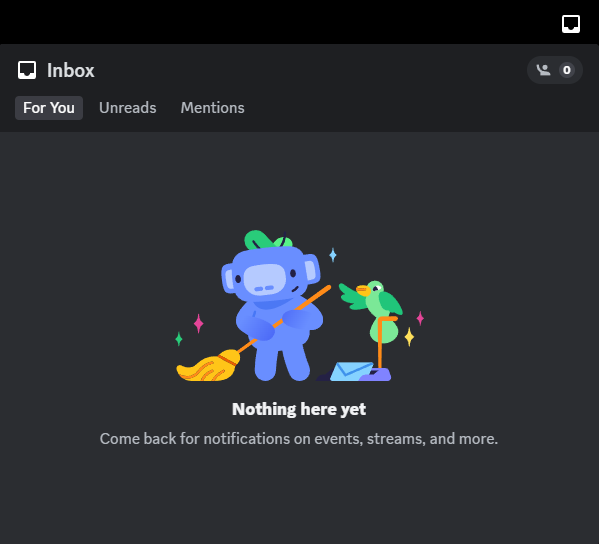 Inbox
0
For You Unreads Mentions
Nothing here yet
Come back for notifications on events, streams, and more.